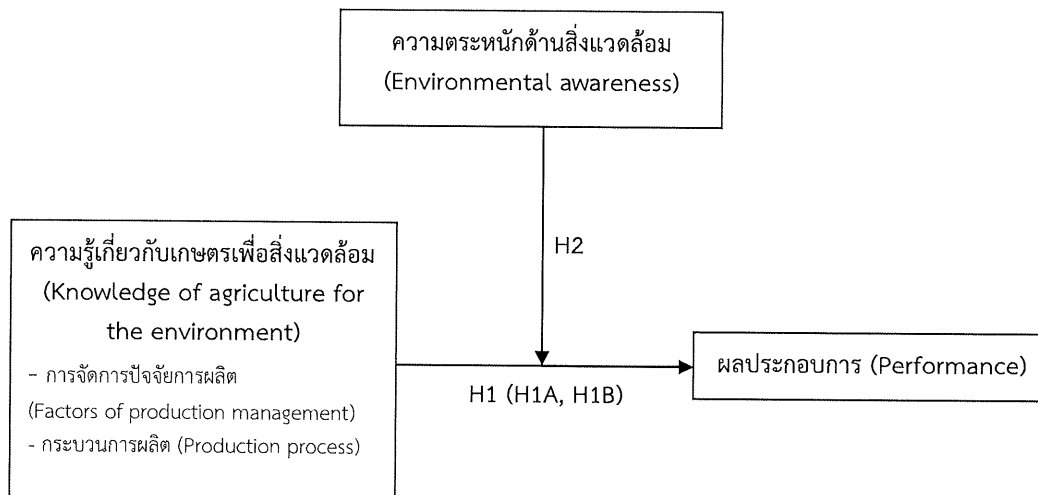 ความตระหนักด้านสิ่งแวดล้อม
(Environmental awareness)
H2
ความรู้เกี่ยวกับเกษตรเพื่อสิ่งแวดล้อม
(Knowledge of agriculture for
the environment)
- การจัดการปัจจัยการผลิต
(Factors of production management)
- กระบวนการผลิต (Production process)
H1 (H1A, H1B)
ผลประกอบการ (Performance)